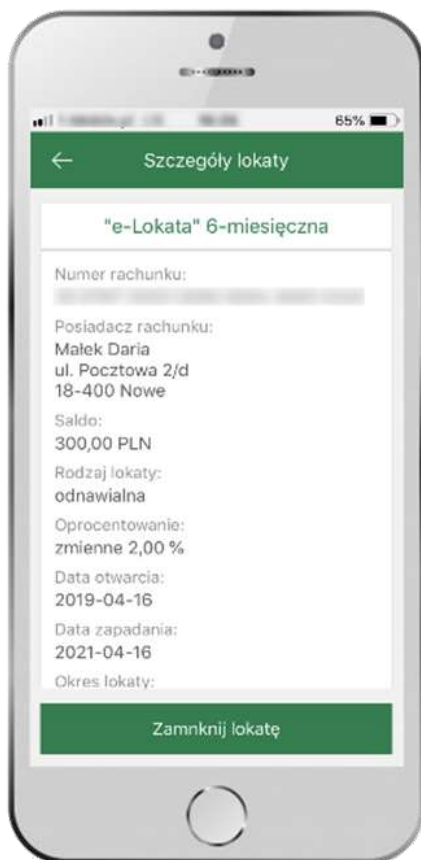 65%
Szczegóły lokaty
"e-Lokata" 6-miesięczna
Numer rachunku:
Posiadacz rachunku:
Małek Daria
ul. Pocztowa 2/d
18-400 Nowe
Saldo:
300,00 PLN
Rodzaj lokaty:
odnawialna
Oprocentowanie:
zmienne 2,00 %
Data otwarcia:
2019-04-16
Data zapadania:
2021-04-16
Okres lokaty:
Zamnknij lokatę